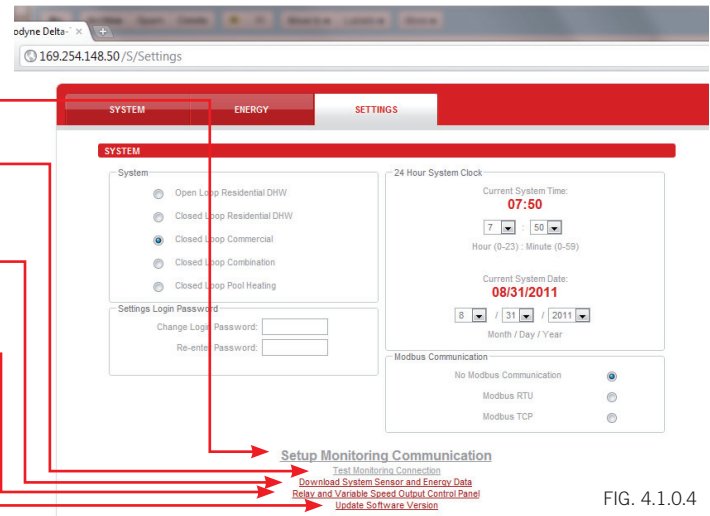 odyne Delta-
169.254.148.50/S/Settings
SYSTEM
ENERGY
SETTINGS
SYSTEM
System
Open Loop Residential DHW
Closed Loop Residential DHW
Closed Loop Commercial
Closed Loop Combination
Closed Loop Pool Heating
Settings Login Password
Change Login Password:
Re-enter Password:
24 Hour System Clock
Current System Time:
07:50
7 : 50
Hour (0-23) : Minute (0-59)
Current System Date:
08/31/2011
8 / 31 / 2011
Month / Day / Year
Modbus Communication
No Modbus Communication
Modbus RTU
Modbus TCP
Setup Monitoring Communication
Test Monitoring Connection
Download System Sensor and Energy Data
Relay and Variable Speed Output Control Panel
Update Software Version
FIG. 4.1.0.4